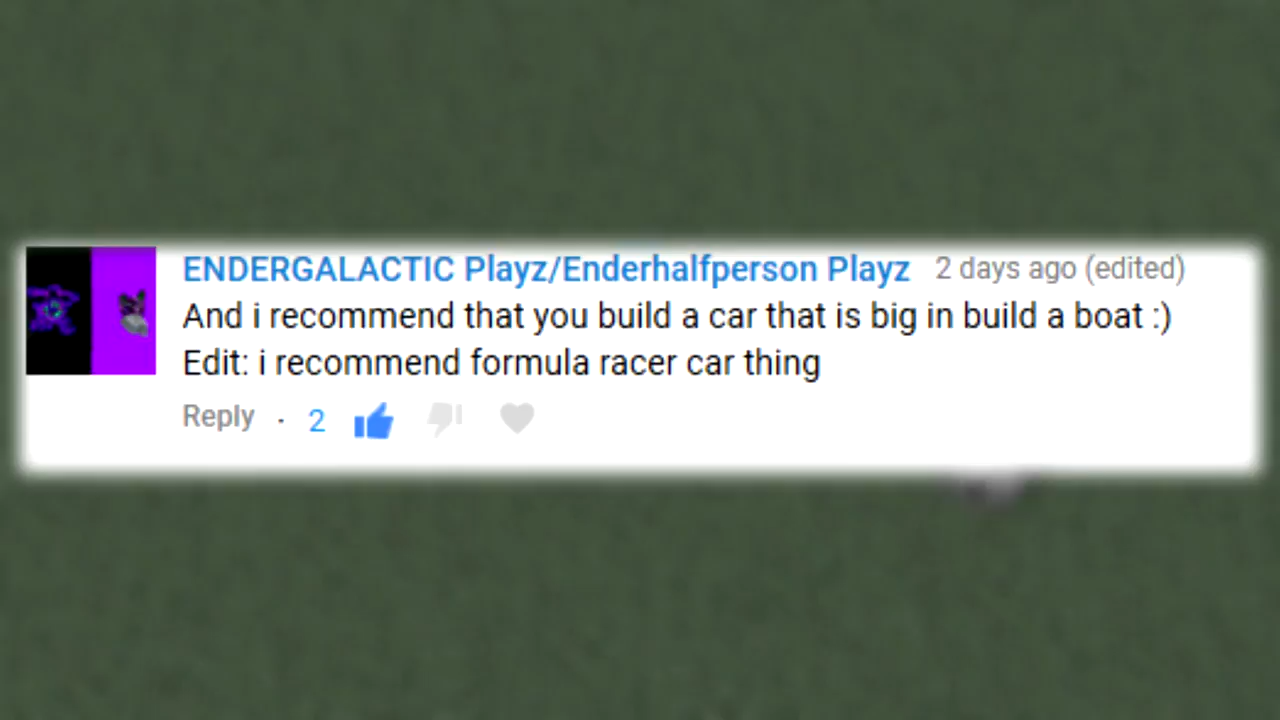 ENDERGALACTIC Playz/Enderhalfperson Playz 2 days ago (edited)
And i recommend that you build a car that is big in build a boat :)
Edit: i recommend formula racer car thing
Reply · 2